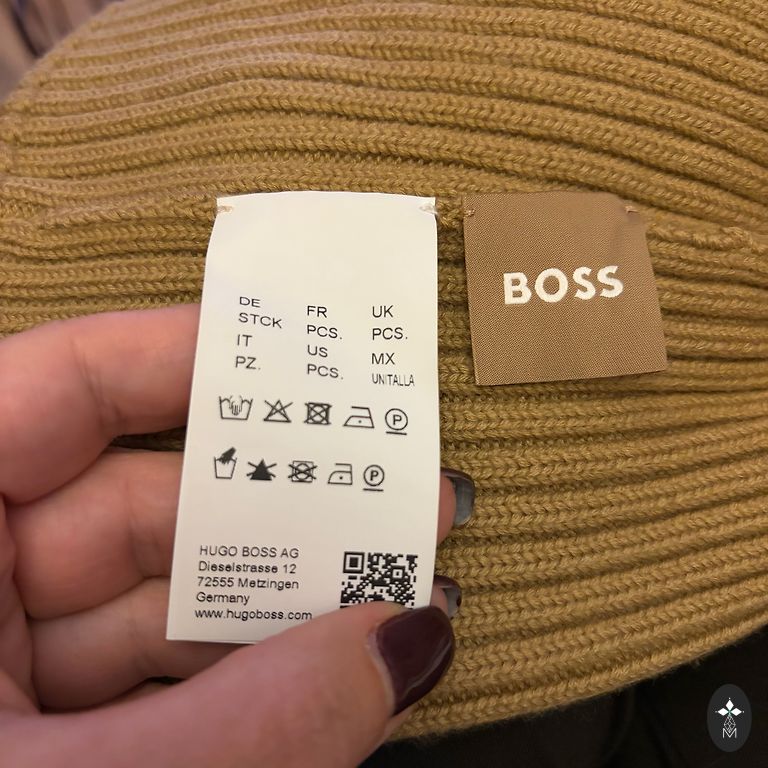 DE
STCK
IT
PZ.
FR
PCS.
US
PCS.
UK
PCS.
MX
UNITALLA
P
P
HUGO BOSS AG
Dieselstrasse 12
72555 Metzingen
Germany
www.hugoboss.com
BOSS
M